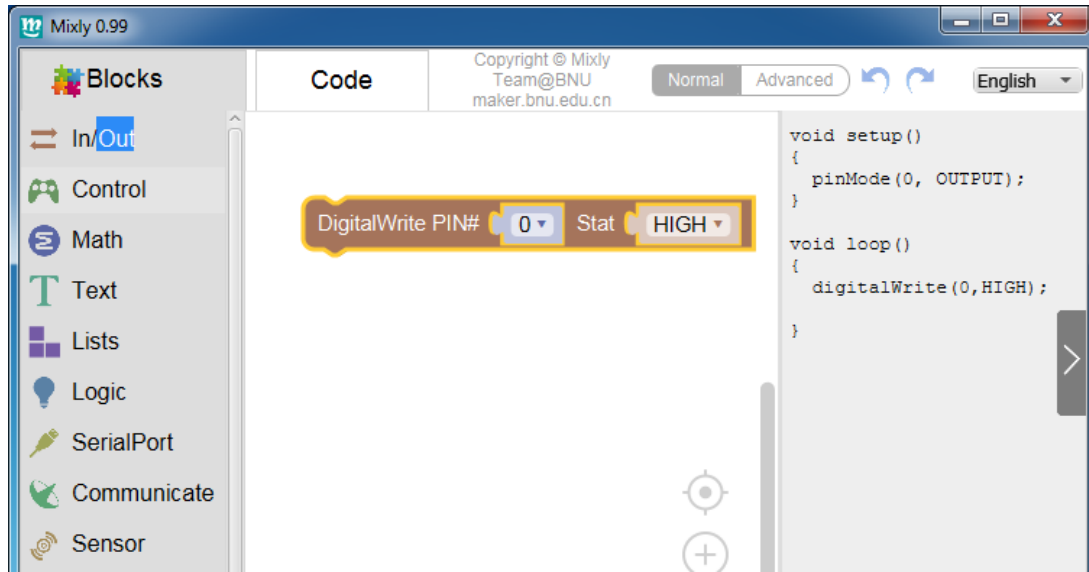 Mixly 0.99
Blocks
Code
Copyright © Mixly
Team@BNU
maker.bnu.edu.cn
Normal
Advanced
English
In/Out
Control
Math
Text
Lists
Logic
SerialPort
Communicate
Sensor
DigitalWrite PIN# 0 Stat HIGH
void setup()
{
  pinMode(0, OUTPUT);
}
void loop()
{
  digitalWrite(0,HIGH);
}